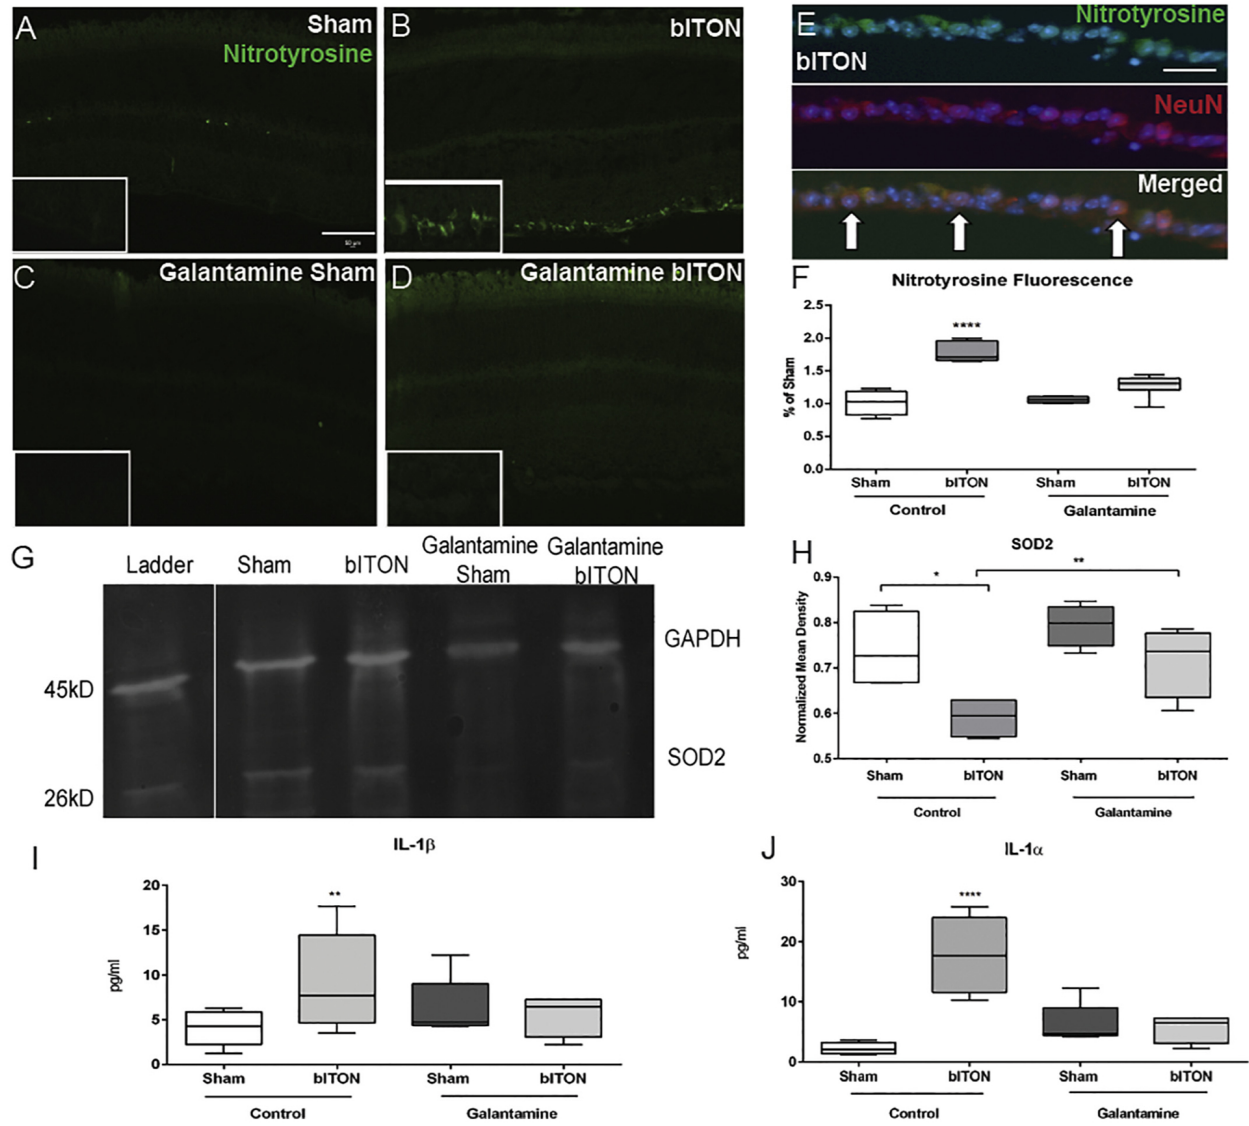 A
Sham
Nitrotyrosine
50 µm
B
bITON
C
Galantamine Sham
D
Galantamine bITON
E
Nitrotyrosine
bITON
NeuN
Merged
F
Nitrotyrosine Fluorescence
% of Sham
2.5
2.0
1.5
1.0
0.5
0.0
****
Sham
bITON
Sham
bITON
Control
Galantamine
G
Ladder
Sham
bITON
Galantamine
Sham
Galantamine
bITON
45kD
26kD
GAPDH
SOD2
H
SOD2
Normalized Mean Density
0.9
0.8
0.7
0.6
0.5
*
**
Sham
bITON
Sham
bITON
Control
Galantamine
I
IL-1β
pg/ml
20
15
10
5
0
**
Sham
bITON
Sham
bITON
Control
Galantamine
J
IL-1α
pg/ml
30
20
10
0
****
Sham
bITON
Sham
bITON
Control
Galantamine